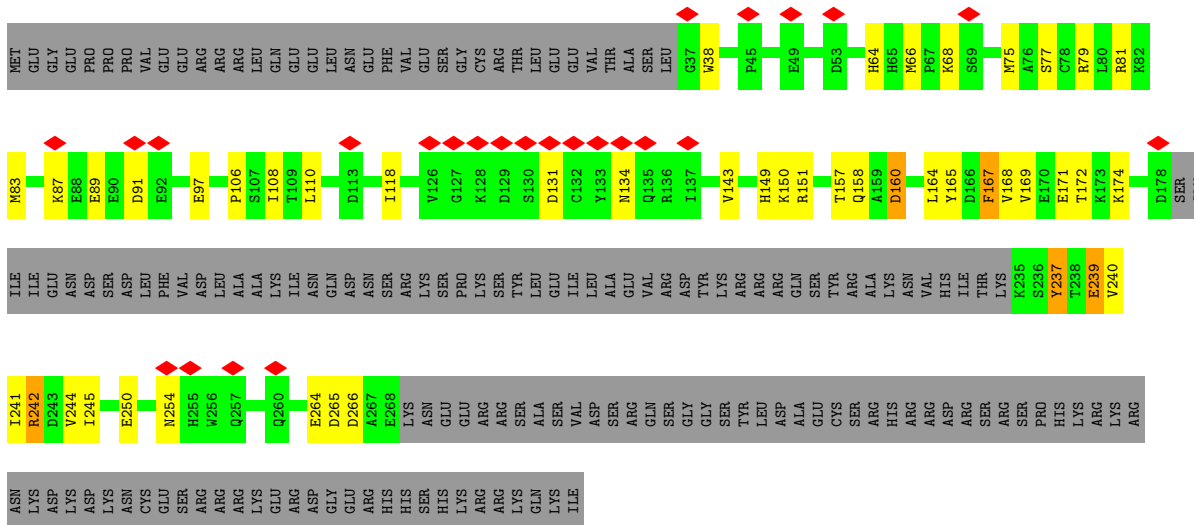 MET GLU GLY GLU PRO PRO PRO VAL GLU GLU ARG ARG ARG LEU GLN GLU GLU LEU ASN GLU PHE VAL GLU SER GLY CYS ARG THR LEU GLU GLU VAL THR ALA SER LEU G37 W38 P45 E49 D53 H64 H65 M66 P67 K68 S69 M75 A76 S77 C78 R79 L80 R81 K82
M83 K87 E88 E89 E90 D91 E92 E97 P106 S107 I108 T109 L110 D113 I118 V126 G127 K128 D129 S130 D131 C132 Y133 N134 Q135 R136 I137 V143 H149 K150 R151 T157 Q158 A159 D160 L164 Y165 D166 F167 V168 V169 E170 E171 T172 K173 K174 D178 SER
ILE ILE GLU ASN ASP SER ASP LEU PHE VAL ASP LEU ALA ALA LYS ILE ASN GLN ASP ASN SER ARG LYS SER PRO LYS SER TYR LEU GLU ILE LEU ALA GLU VAL ARG ASP TYR LYS ARG ARG ARG GLN SER TYR ARG ALA LYS ASN VAL HIS ILE THR LYS K235 S236 Y237 T238 E239 V240
I241 R242 D243 V244 I245 E250 N254 H255 W256 Q257 Q260 E264 D265 D266 A267 E268 LYS ASN GLU GLU ARG ARG SER ALA SER VAL ASP SER ARG GLN SER GLY GLY SER TYR LEU ASP ALA GLU CYS SER ARG HIS ARG ARG ASP ARG SER ARG SER PRO HIS LYS ARG LYS ARG
ASN LYS ASP LYS ASP LYS ASN CYS GLU SER ARG ARG ARG LYS GLU ARG ASP GLY GLU ARG HIS HIS SER HIS LYS ARG ARG LYS GLN LYS ILE